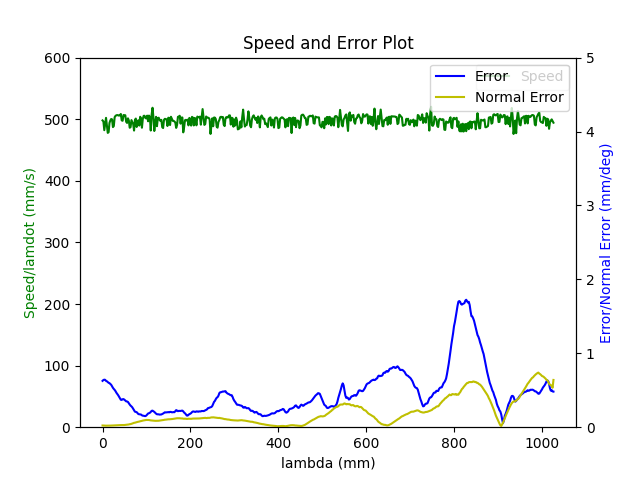 Speed and Error Plot
600
500
400
300
200
100
0
Speed/lamdot (mm/s)
5
4
3
2
1
0
Error/Normal Error (mm/deg)
Error
Speed
Normal Error
0 200 400 600 800 1000
lambda (mm)